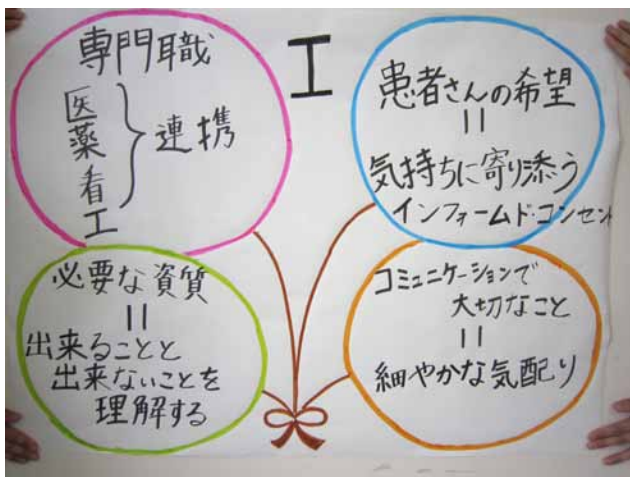 工
専門職
医
薬
看
工
連携
患者さんの希望
=
気持ちに寄り添う
インフォームド・コンセント
必要な資質
=
出来ることと
出来ないことを
理解する
コミュニケーションで
大切なこと
=
細やかな気配り